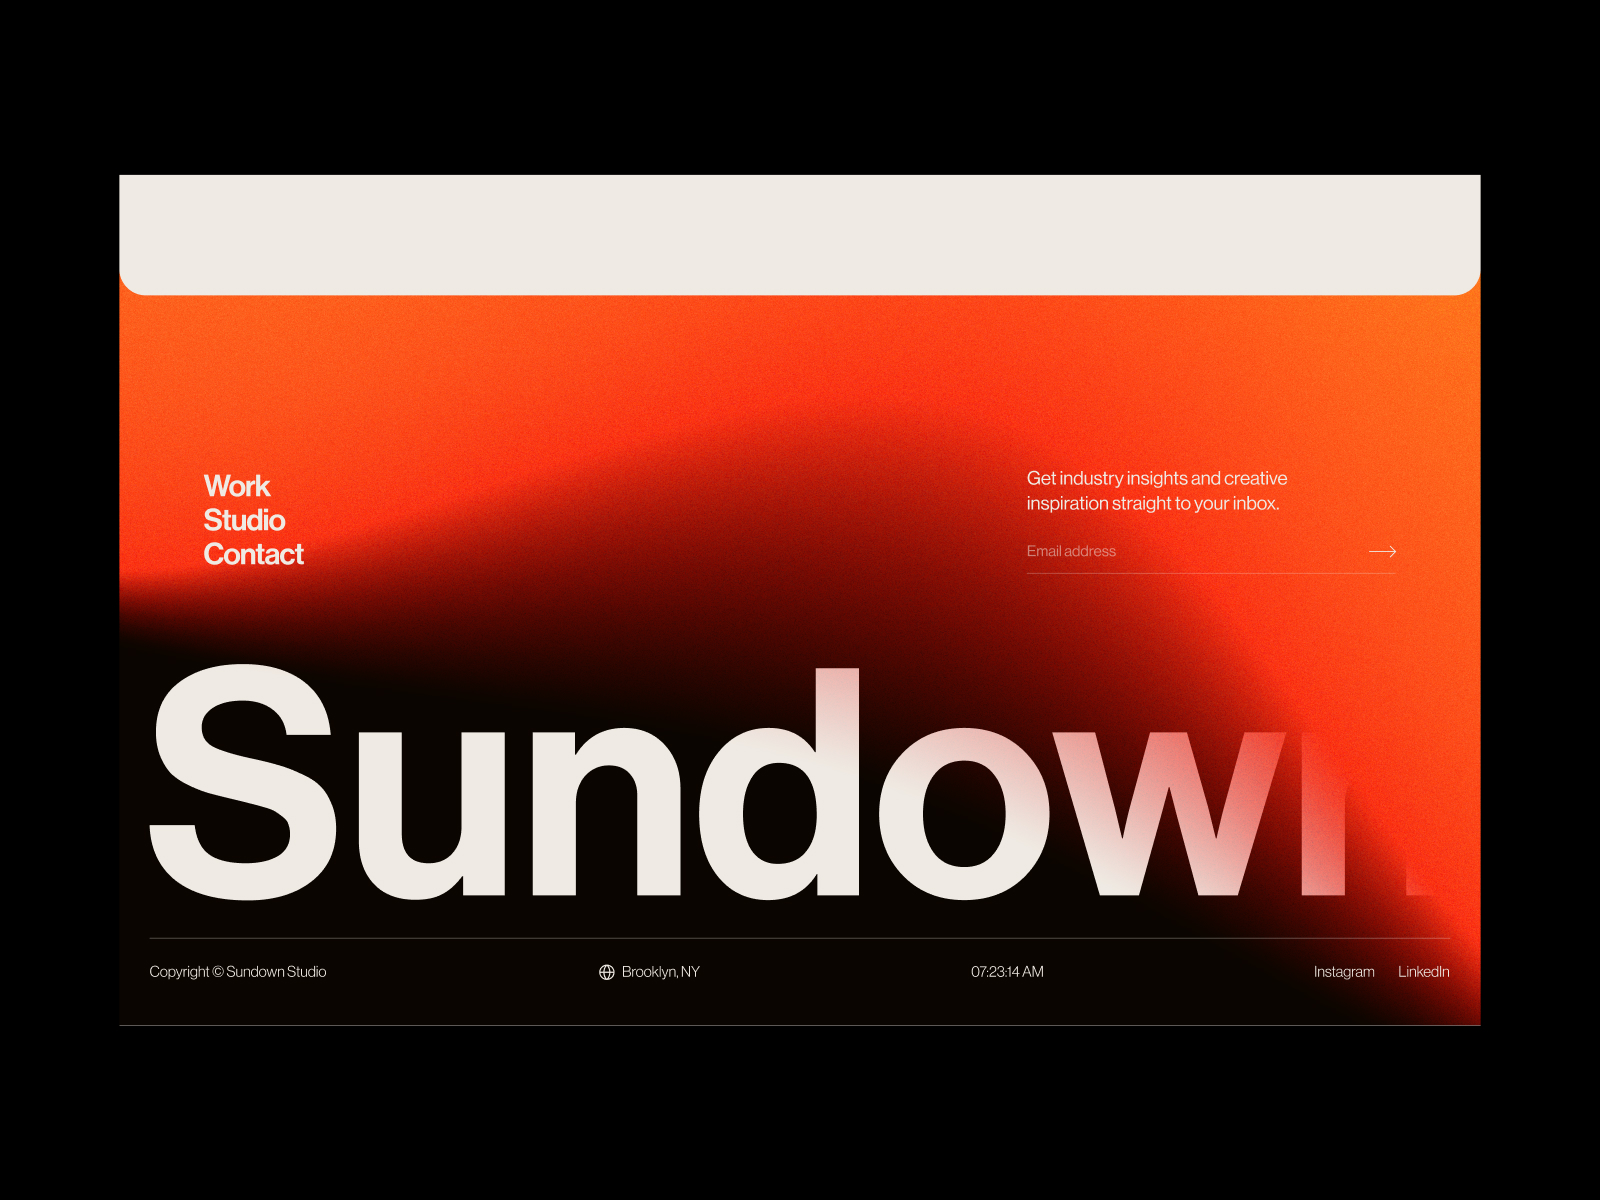 Work
Studio
Contact
Get industry insights and creative
inspiration straight to your inbox.
Email address
Sundown
Copyright © Sundown Studio
Brooklyn, NY
07:23:14 AM
Instagram
LinkedIn